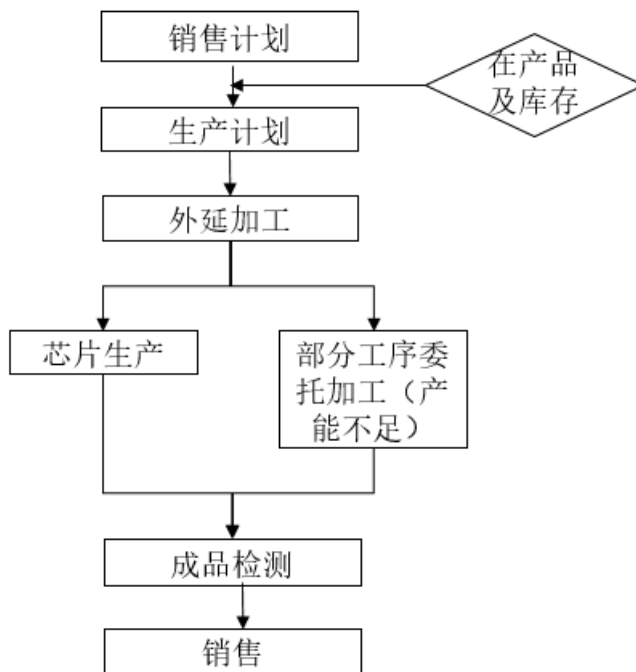 销售计划
在产品
及库存
生产计划
外延加工
芯片生产
部分工序委
托加工（产
能不足）
成品检测
销售